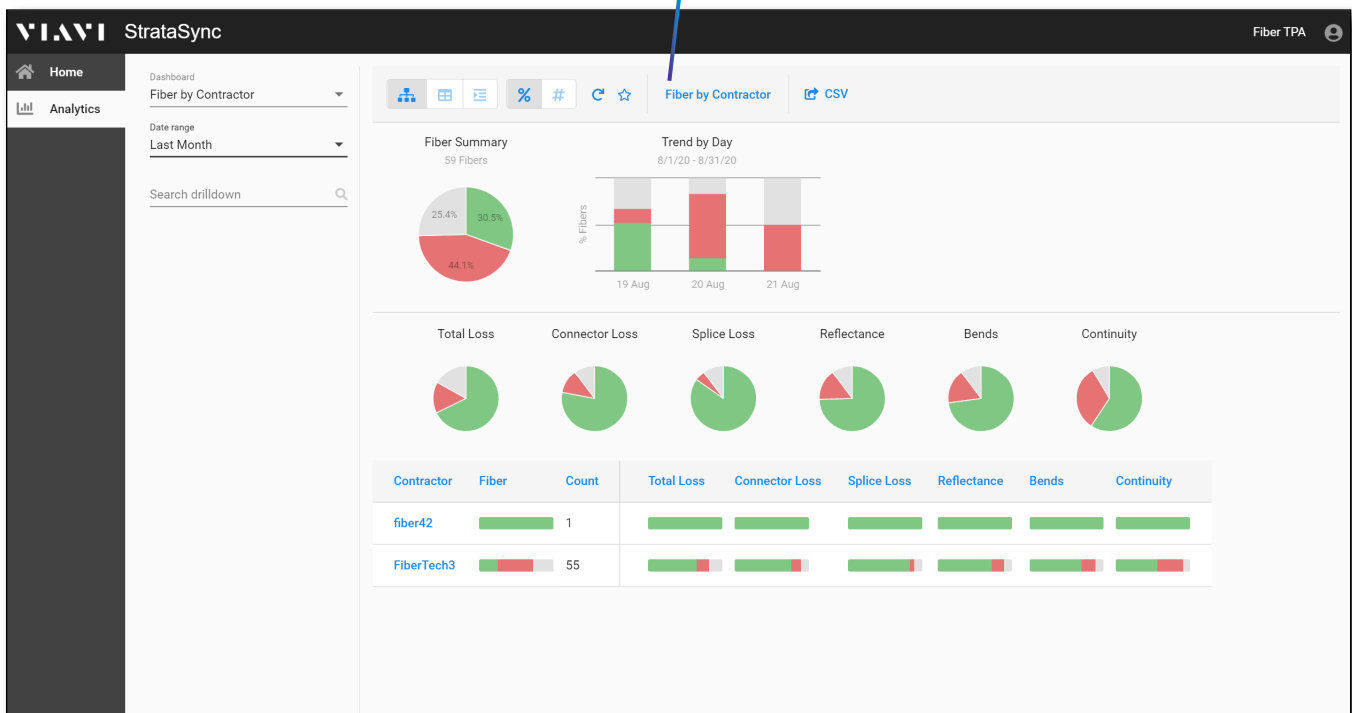 VIAVI StrataSync
Fiber TPA
Home
Analytics
Dashboard
Fiber by Contractor
Date range
Last Month
Search drilldown
% # Fiber by Contractor CSV
Fiber Summary
59 Fibers
25.4%
30.5%
44.1%
Trend by Day
8/1/20 - 8/31/20
% Fibers
19 Aug 20 Aug 21 Aug
Total Loss Connector Loss Splice Loss Reflectance Bends Continuity
Contractor Fiber Count Total Loss Connector Loss Splice Loss Reflectance Bends Continuity
fiber42 1
FiberTech3 55